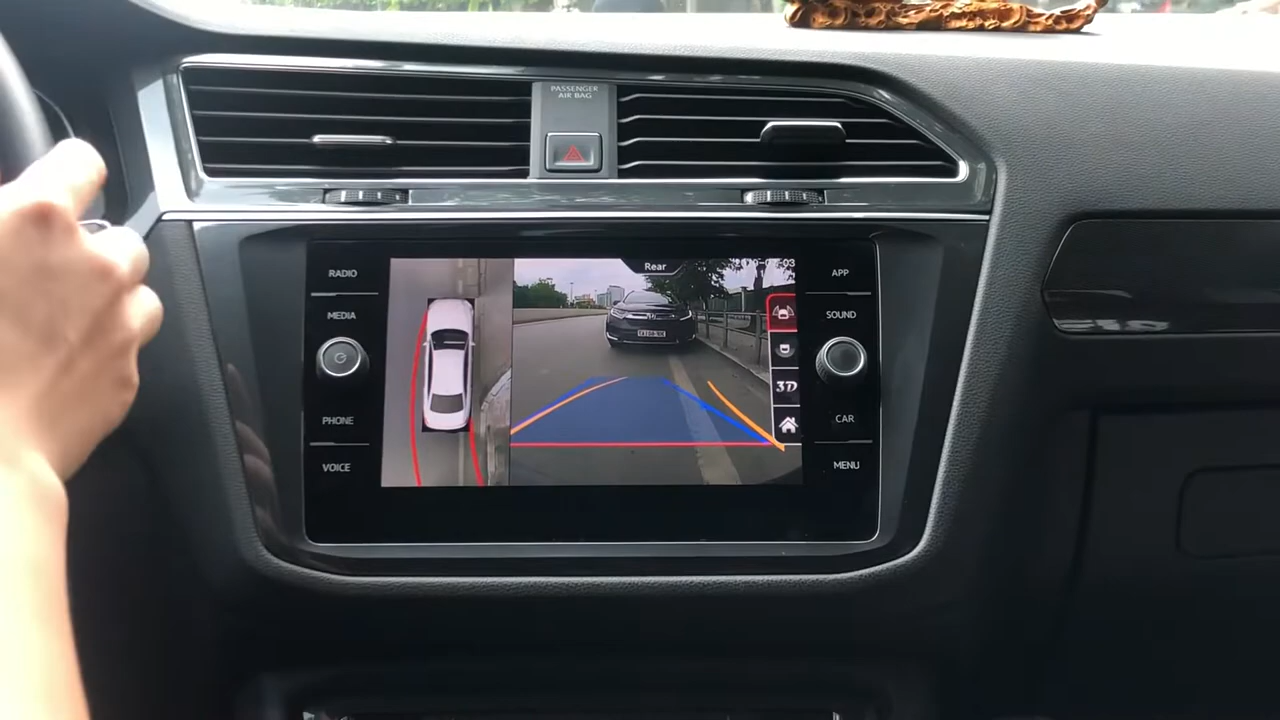 PASSENGER
AIR BAG
RADIO
MEDIA
PHONE
VOICE
Rear
3D
APP
SOUND
CAR
MENU